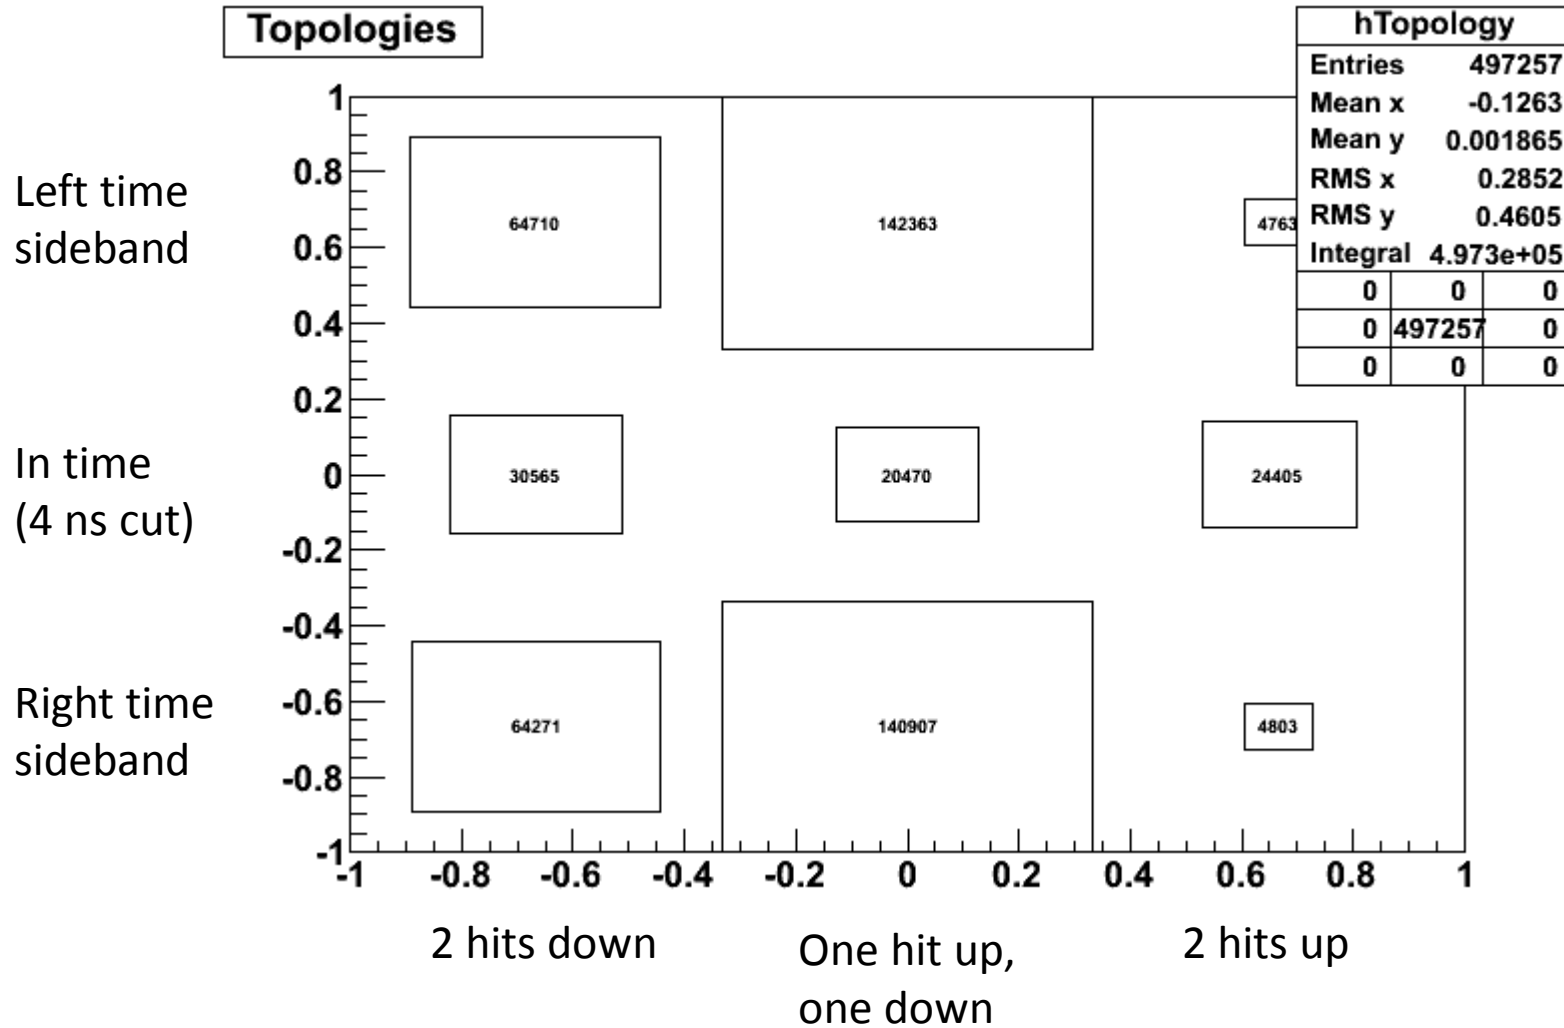 Topologies
hTopology
Entries 497257
Mean x -0.1263
Mean y 0.001865
RMS x 0.2852
RMS y 0.4605
Integral 4.973e+05
0 0 0
0 497257 0
0 0 0
1
0.8
0.6
0.4
0.2
0
-0.2
-0.4
-0.6
-0.8
-1
Left time
sideband
64710 142363 4763
In time
(4 ns cut)
30565 20470 24405
Right time
sideband
64271 140907 4803
-1 -0.8 -0.6 -0.4 -0.2 0 0.2 0.4 0.6 0.8 1
2 hits down
One hit up,
one down
2 hits up